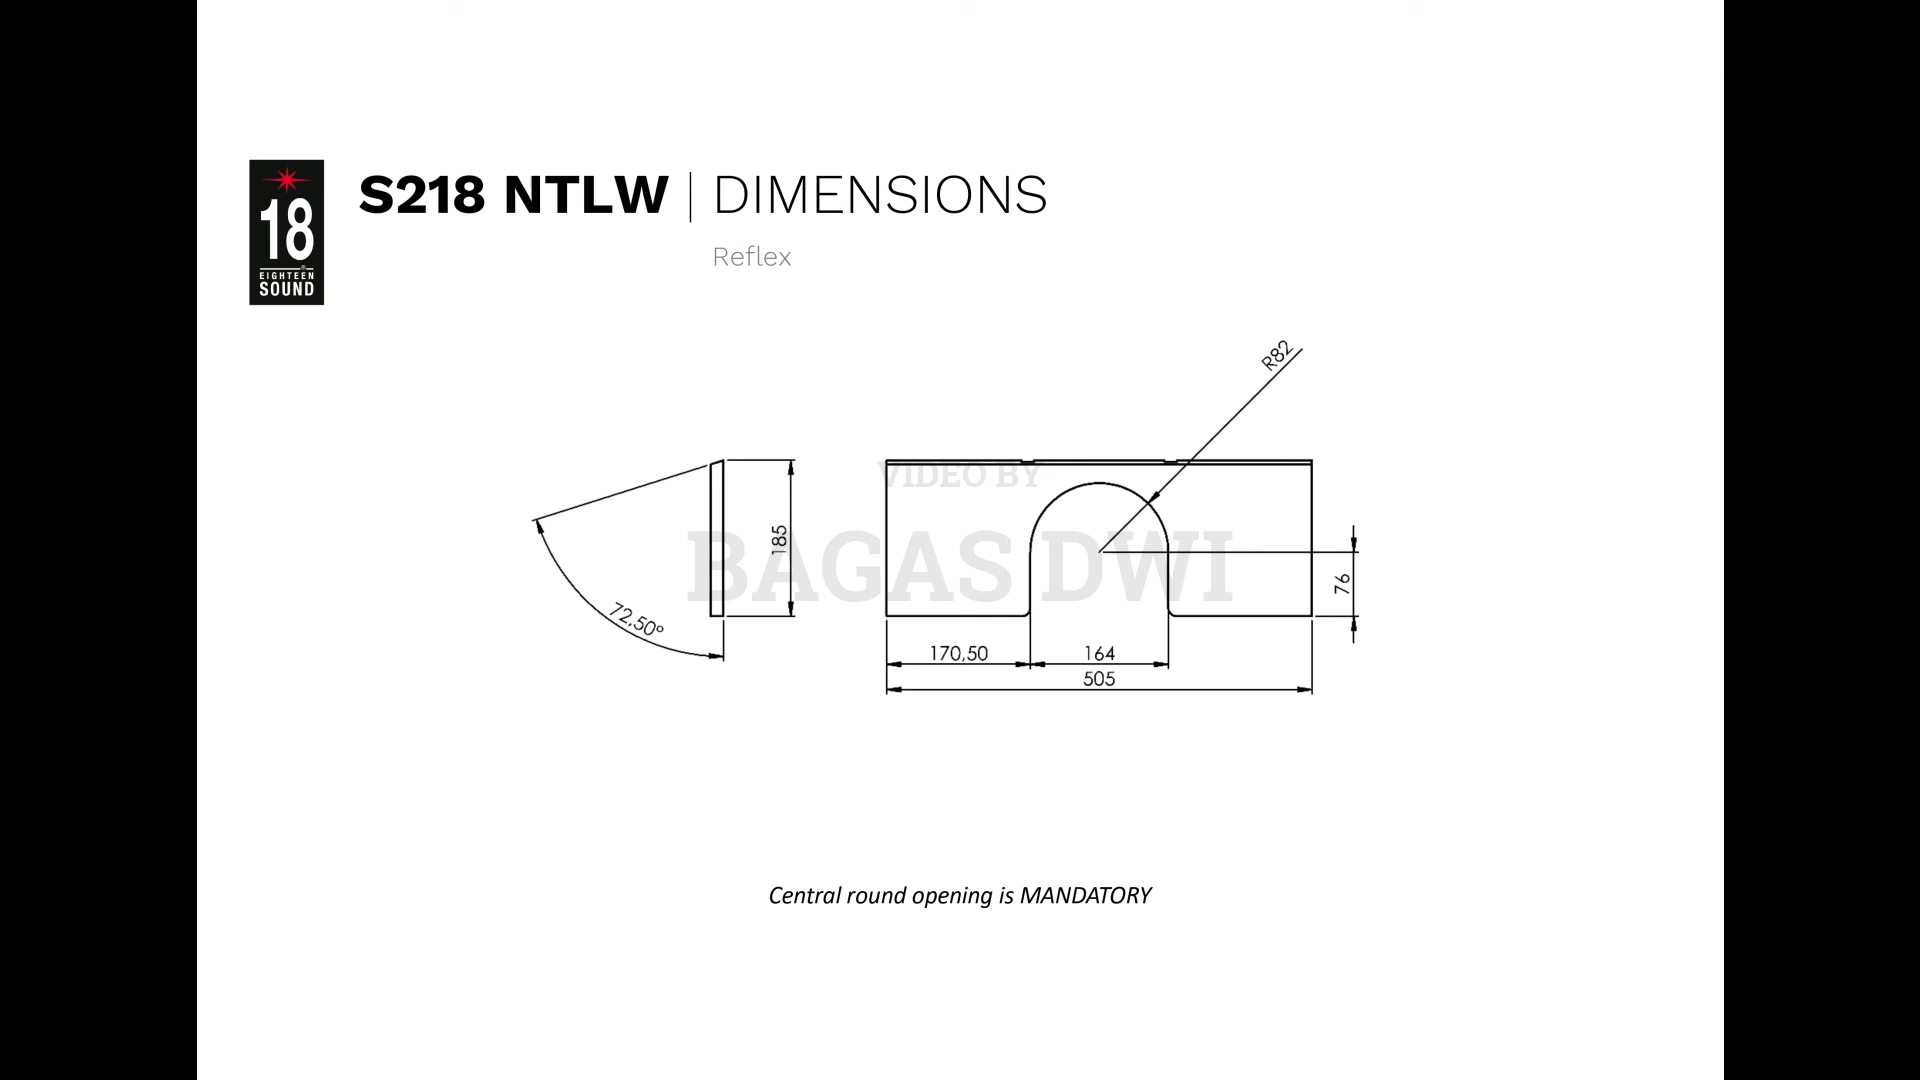 S218 NTLW | DIMENSIONS
Reflex
18
EIGHTEEN
SOUND
®
R82
VIDEO BY
BAGAS DWI
185
76
72,50°
170,50
164
505
Central round opening is MANDATORY